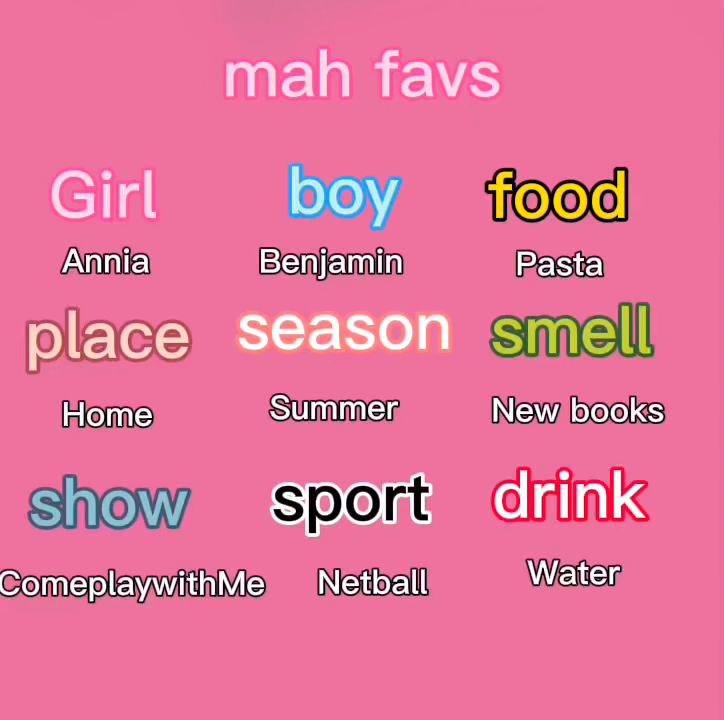 mah favs
Girl boy food
Annia Benjamin Pasta
place season smell
Home Summer New books
show sport drink
ComeplaywithMe Netball Water